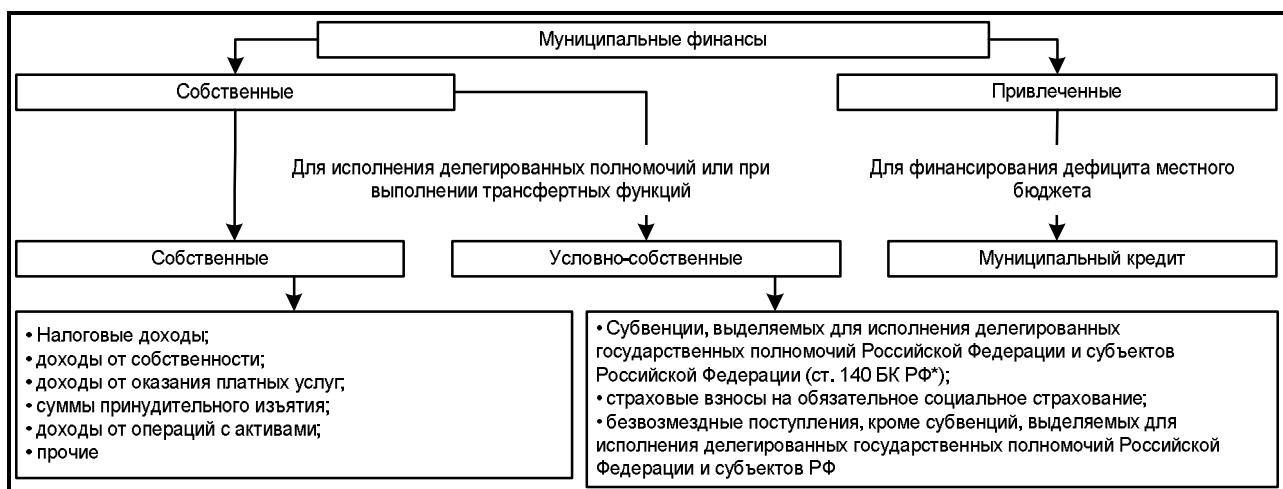 Муниципальные финансы
Собственные
Привлеченные
Для исполнения делегированных полномочий или при
выполнении трансфертных функций
Для финансирования дефицита местного
бюджета
Собственные
Условно-собственные
Муниципальный кредит
• Налоговые доходы;
• доходы от собственности;
• доходы от оказания платных услуг;
• суммы принудительного изъятия;
• доходы от операций с активами;
• прочие
• Субвенции, выделяемых для исполнения делегированных
государственных полномочий Российской Федерации и субъектов
Российской Федерации (ст. 140 БК РФ*);
• страховые взносы на обязательное социальное страхование;
• безвозмездные поступления, кроме субвенций, выделяемых для
исполнения делегированных государственных полномочий Российской
Федерации и субъектов РФ